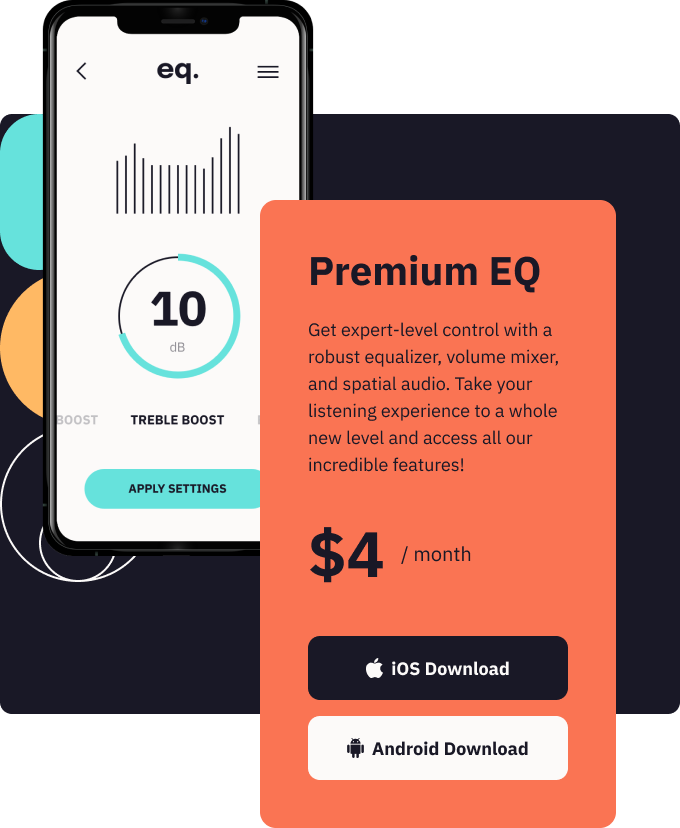 eq.
10
dB
BOOST
TREBLE BOOST
APPLY SETTINGS
Premium EQ
Get expert-level control with a
robust equalizer, volume mixer,
and spatial audio. Take your
listening experience to a whole
new level and access all our
incredible features!
$4 / month
iOS Download
Android Download